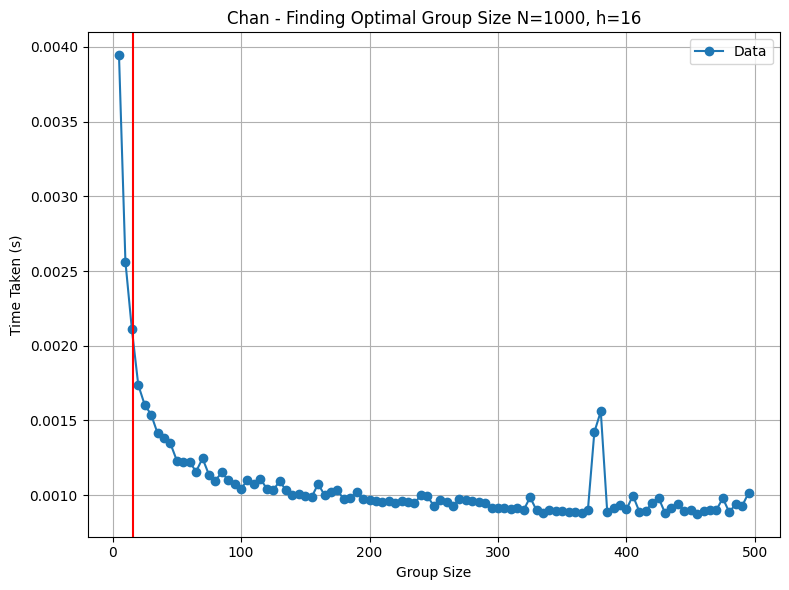 Chan - Finding Optimal Group Size N=1000, h=16
Data
0.0040
0.0035
0.0030
0.0025
0.0020
0.0015
0.0010
Time Taken (s)
0 100 200 300 400 500
Group Size